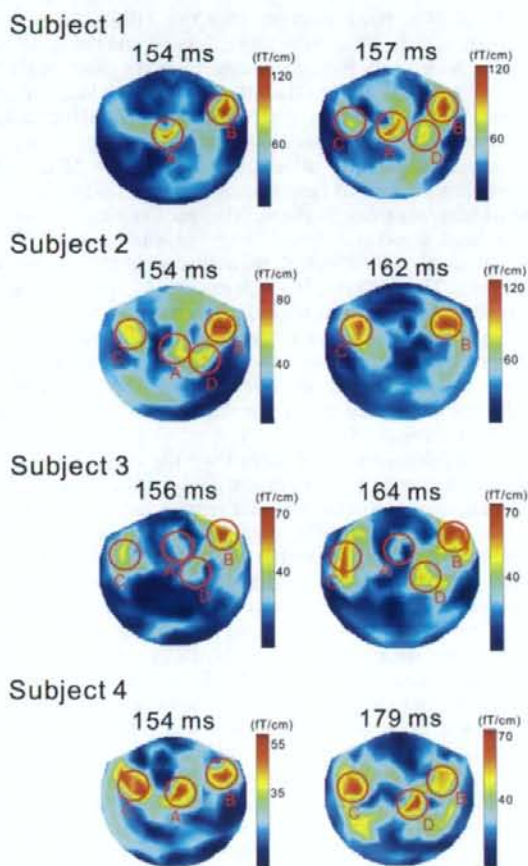 Subject 1
154 ms
(fT/cm)
120
60
B
A
157 ms
(fT/cm)
120
60
C
B
D
Subject 2
154 ms
(fT/cm)
80
40
C
A
B
D
162 ms
(fT/cm)
120
60
C
B
Subject 3
156 ms
(fT/cm)
70
40
C
A
B
164 ms
(fT/cm)
70
40
C
A
B
D
Subject 4
154 ms
(fT/cm)
55
35
A
B
179 ms
(fT/cm)
70
40
C
D